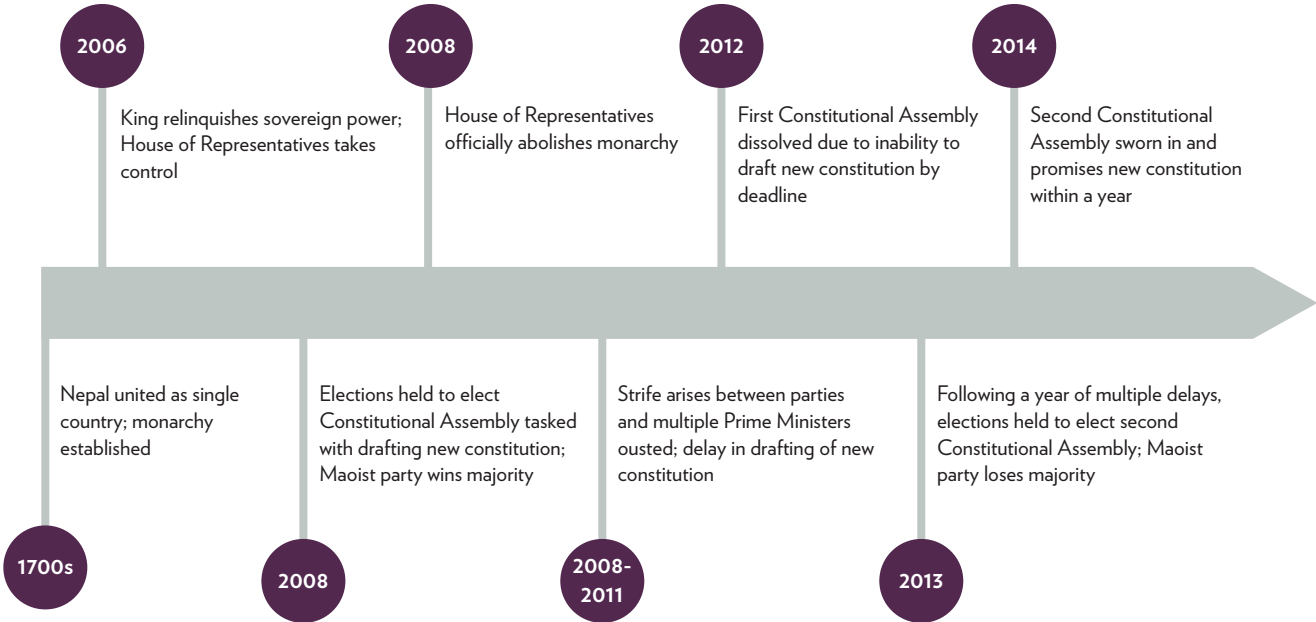 2006
King relinquishes sovereign power;
House of Representatives takes
control
2008
House of Representatives
officially abolishes monarchy
2012
First Constitutional Assembly
dissolved due to inability to
draft new constitution by
deadline
2014
Second Constitutional
Assembly sworn in and
promises new constitution
within a year
Nepal united as single
country; monarchy
established
1700s
Elections held to elect
Constitutional Assembly tasked
with drafting new constitution;
Maoist party wins majority
2008
Strife arises between parties
and multiple Prime Ministers
ousted; delay in drafting of new
constitution
2008-
2011
Following a year of multiple delays,
elections held to elect second
Constitutional Assembly; Maoist
party loses majority
2013